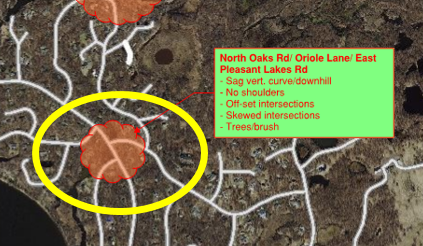 North Oaks Rd/ Oriole Lane/ East
Pleasant Lakes Rd
- Sag vert. curve/downhill
- No shoulders
- Off-set intersections
- Skewed intersections
- Trees/brush